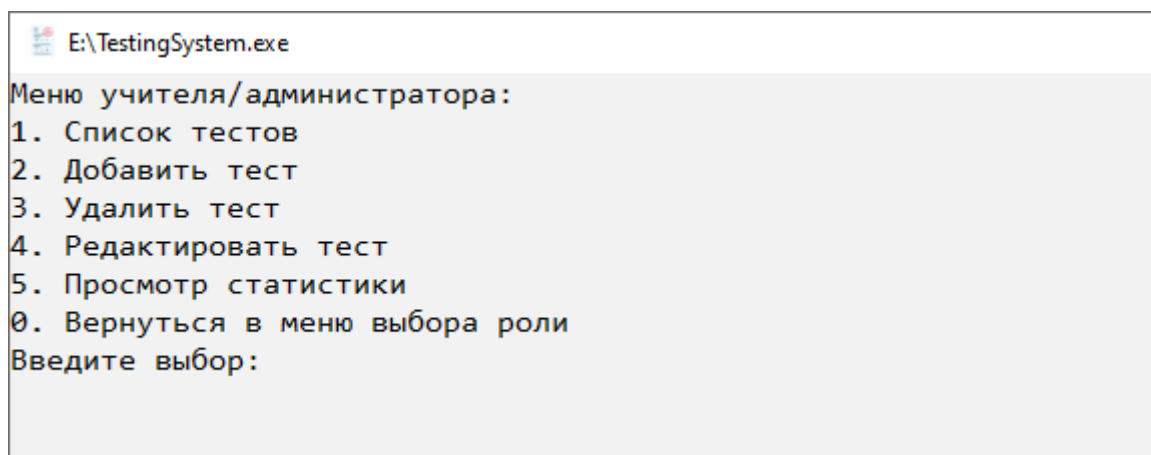 E:\TestingSystem.exe
Меню учителя/администратора:
1. Список тестов
2. Добавить тест
3. Удалить тест
4. Редактировать тест
5. Просмотр статистики
0. Вернуться в меню выбора роли
Введите выбор: